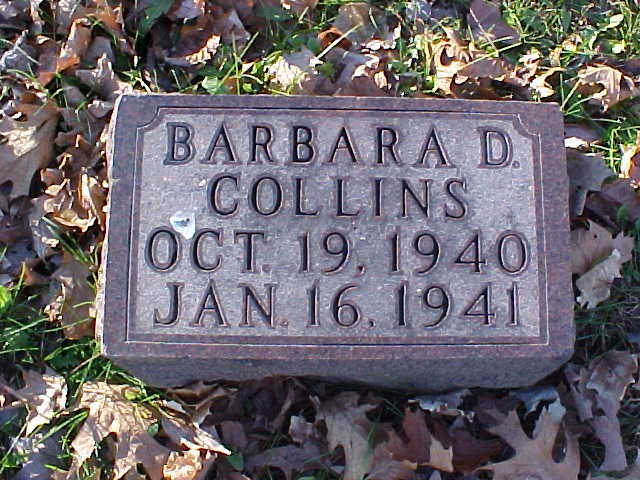 BARBARA D.
COLLINS
OCT. 19, 1940
JAN. 16, 1941